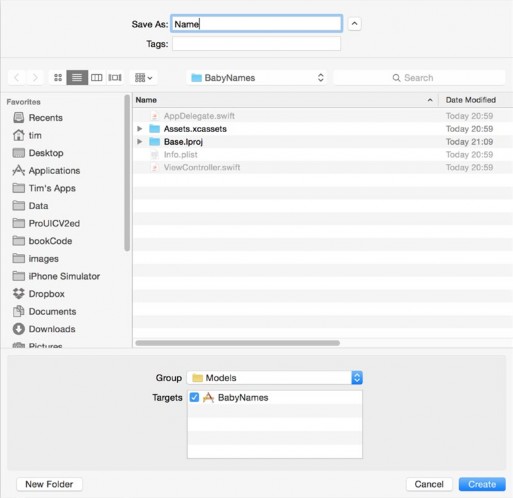 Save As: Name
Tags:
BabyNames
Search
Favorites
Name
Date Modified
Recents
AppDelegate.swift
Today 20:59
tim
Assets.xcassets
Today 20:59
Desktop
Base.lproj
Today 21:09
Info.plist
Today 20:59
Applications
ViewController.swift
Today 20:59
Tim's Apps
Data
ProUICV2ed
bookCode
images
iPhone Simulator
Dropbox
Documents
Downloads
Pictures
Group
Models
Targets
BabyNames
New Folder
Cancel
Create